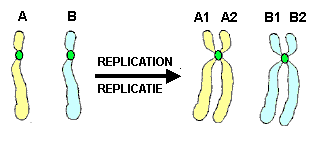 A B
A1 A2 B1 B2
REPLICATION
REPLICATIE